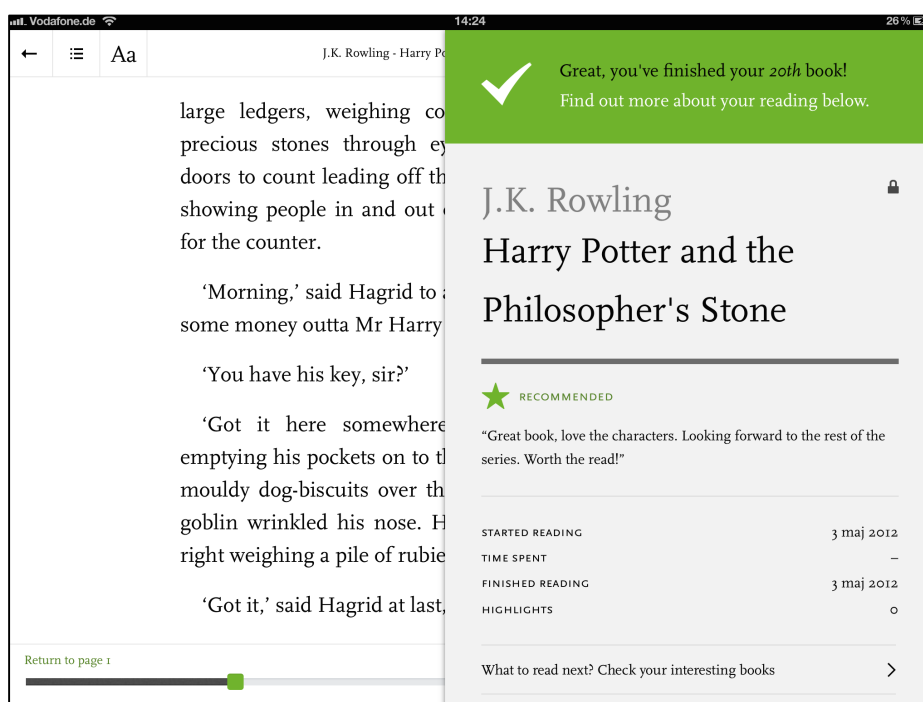 Vodafone.de
14:24
26 %
Aa
J.K. Rowling - Harry
large ledgers, weighing
precious stones through
doors to count leading off
showing people in and out
for the counter.
‘Morning,’ said Hagrid to
some money outta Mr Harry
‘You have his key, sir?’
‘Got it here somewhere
emptying his pockets on to
mouldy dog-biscuits over
goblin wrinkled his nose.
right weighing a pile of
‘Got it,’ said Hagrid at last,
Return to page 1
Great, you've finished your 20th book!
Find out more about your reading below.
J.K. Rowling
Harry Potter and the
Philosopher's Stone
RECOMMENDED
“Great book, love the characters. Looking forward to the rest of the
series. Worth the read!”
STARTED READING 3 maj 2012
TIME SPENT –
FINISHED READING 3 maj 2012
HIGHLIGHTS 0
What to read next? Check your interesting books